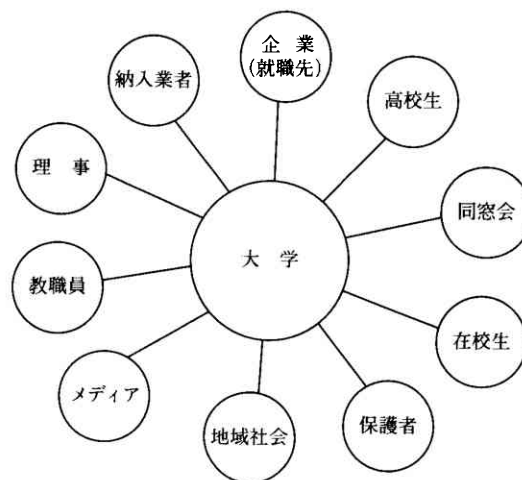 企 業
(就職先)
高校生
同窓会
在校生
保護者
地域社会
メディア
教職員
理 事
納入業者
大 学